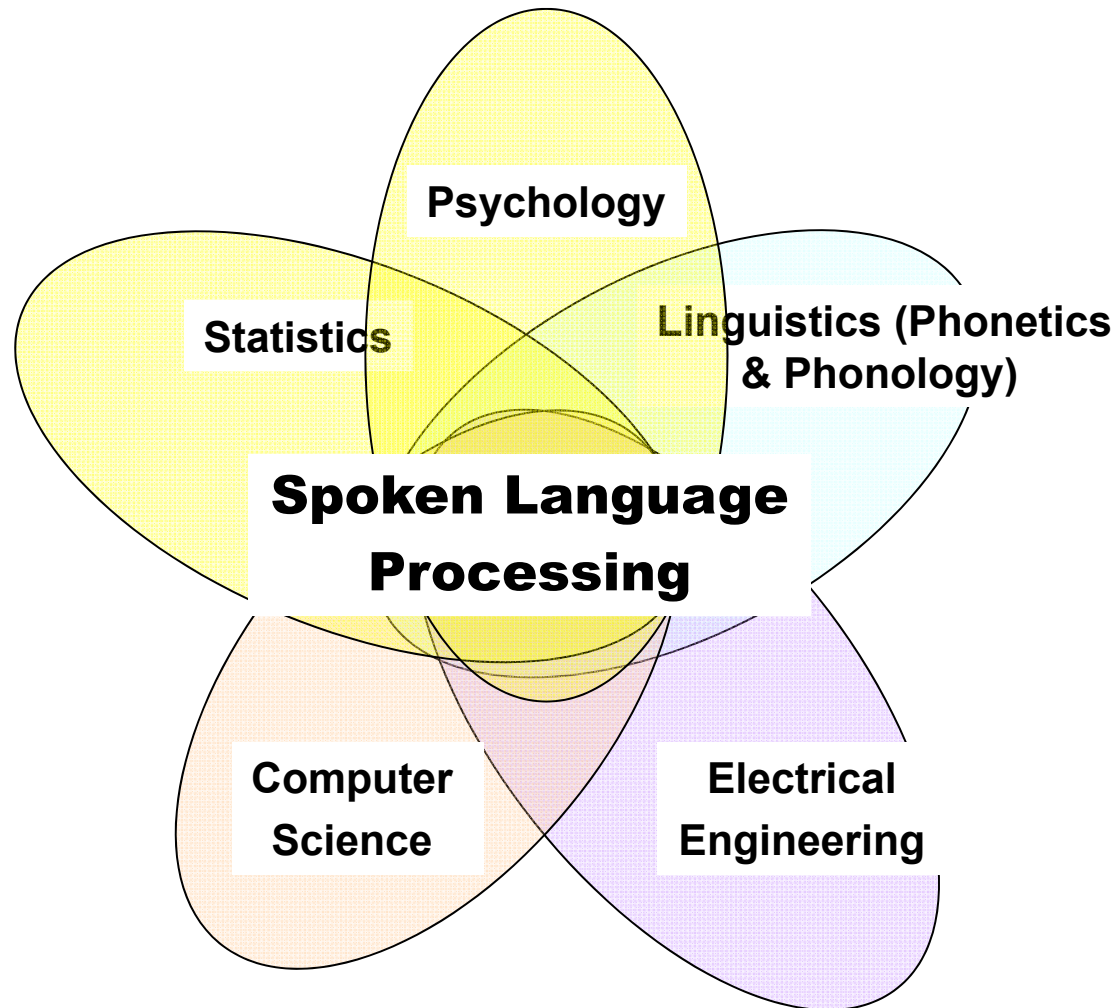 Psychology
Statistics
Linguistics (Phonetics
& Phonology)
Spoken Language
Processing
Computer
Science
Electrical
Engineering